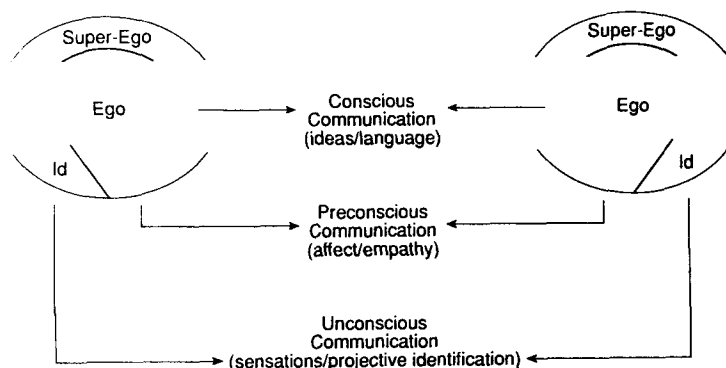 Super-Ego
Super-Ego
Ego
Conscious
Communication
(ideas/language)
Ego
Id
Id
Preconscious
Communication
(affect/empathy)
Unconscious
Communication
(sensations/projective identification)